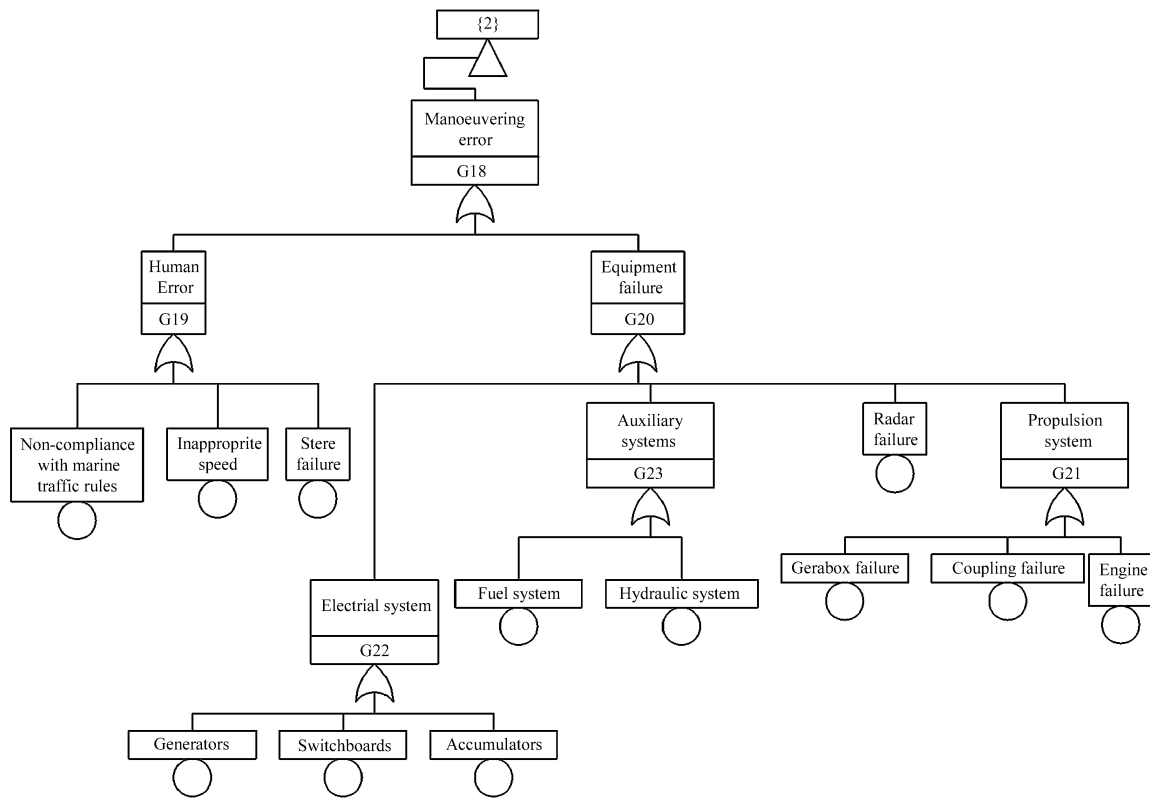 {2}
Manoeuvering
error
G18
Human
Error
G19
Equipment
failure
G20
Non-compliance
with marine
traffic rules
Inapproprite
speed
Stere
failure
Auxiliary
systems
G23
Radar
failure
Propulsion
system
G21
Electrial system
G22
Fuel system
Hydraulic system
Gerabox failure
Coupling failure
Engine
failure
Generators
Switchboards
Accumulators